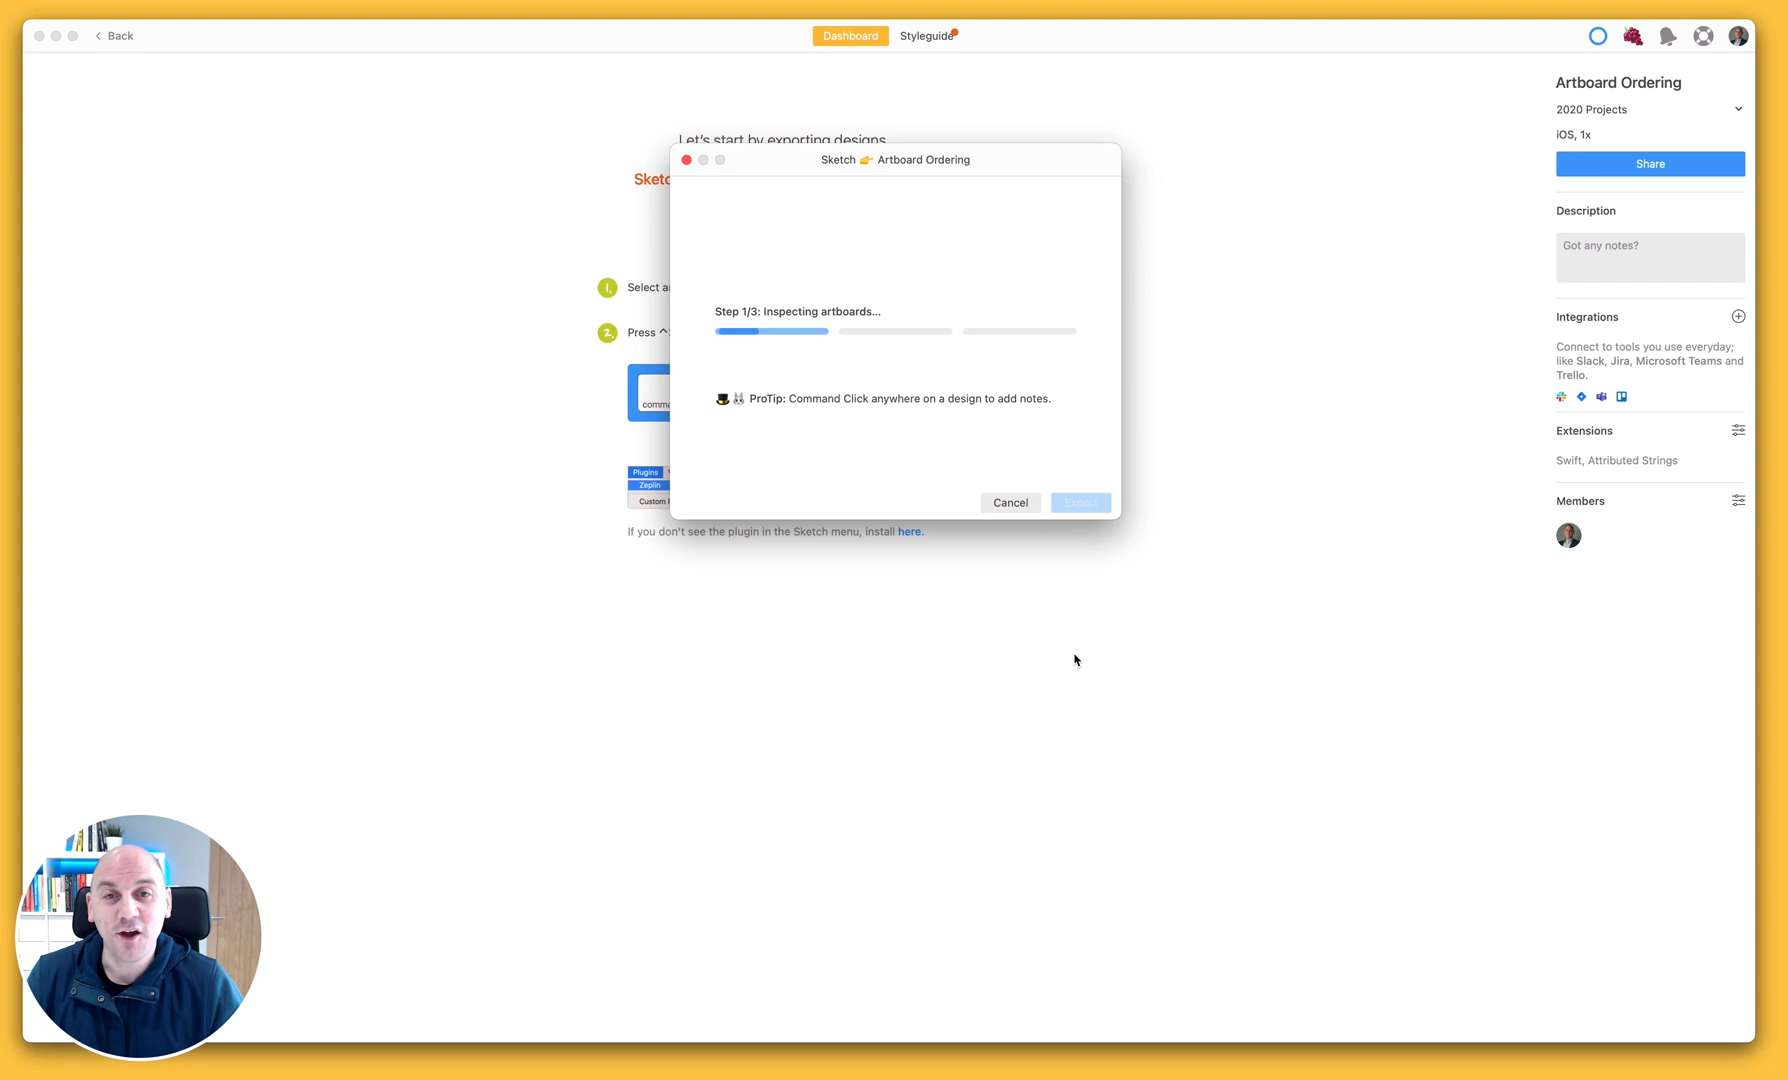 Back
Dashboard
Styleguide
Let's start by exporting designs
Sketch 👉 Artboard Ordering
Step 1/3: Inspecting artboards...
🎩🐰 ProTip: Command Click anywhere on a design to add notes.
Cancel
Export
1.
Select
2.
Press ^
Plugins
Zeplin
Custom
If you don't see the plugin in the Sketch menu, install here.
Artboard Ordering
2020 Projects
iOS, 1x
Share
Description
Got any notes?
Integrations
Connect to tools you use everyday;
like Slack, Jira, Microsoft Teams and
Trello.
Extensions
Swift, Attributed Strings
Members